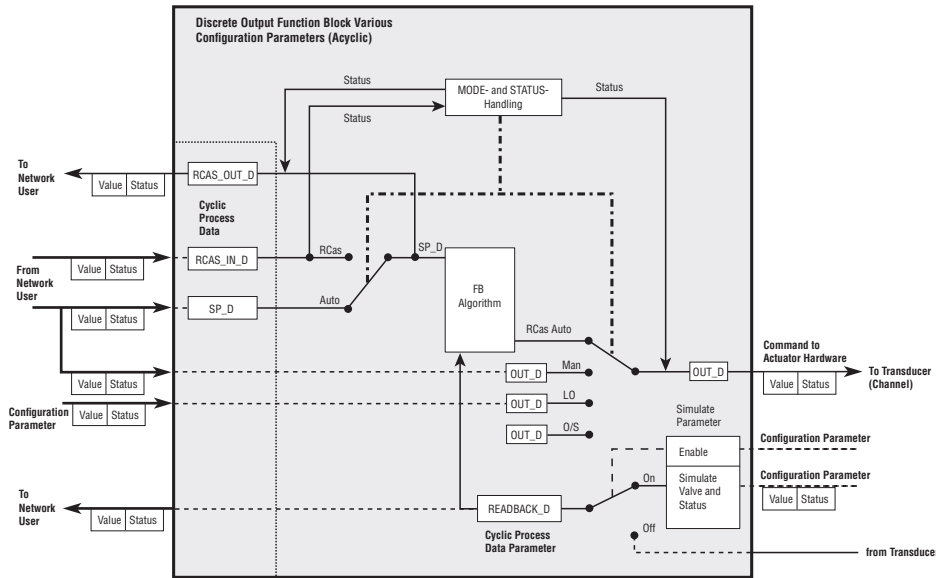 Discrete Output Function Block Various
Configuration Parameters (Acyclic)
Status
MODE- and STATUS-
Handling
Status
Status
To
Network
User
Value Status
RCAS_OUT_D
Cyclic
Process
Data
RCas
SP_D
RCAS_IN_D
From
Network
User
Value Status
FB
Algorithm
Auto
SP_D
Value Status
RCas Auto
Command to
Actuator Hardware
Man
OUT_D
OUT_D
To Transducer
(Channel)
Value Status
Value Status
LO
Configuration
Parameter
Value Status
OUT_D
Simulate
Parameter
O/S
OUT_D
Configuration Parameter
Enable
Configuration Parameter
On
Simulate
Valve and
Status
Value Status
To
Network
User
Value Status
READBACK_D
Off
Cyclic Process
Data Parameter
from Transducer